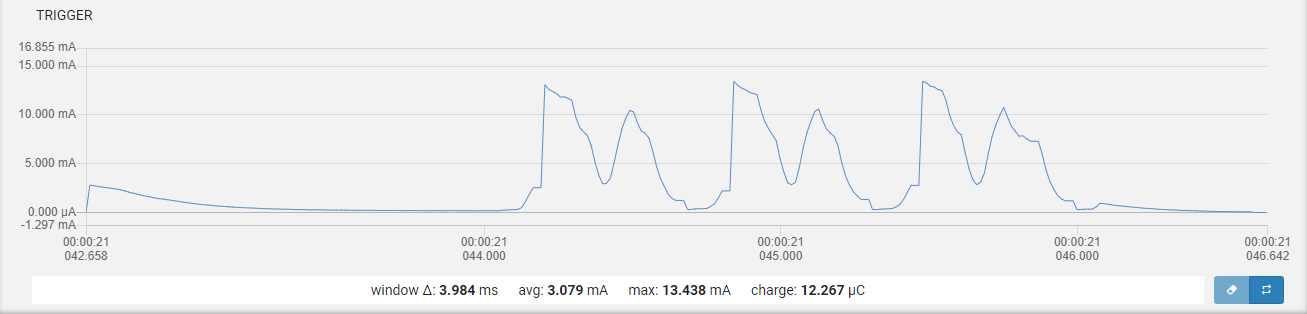 TRIGGER
16.855 mA
15.000 mA
10.000 mA
5.000 mA
0.000 µA
-1.297 mA
00:00:21 00:00:21 00:00:21 00:00:21 00:00:21
042.658 044.000 045.000 046.000 046.642
window Δ: 3.984 ms avg: 3.079 mA max: 13.438 mA charge: 12.267 µC